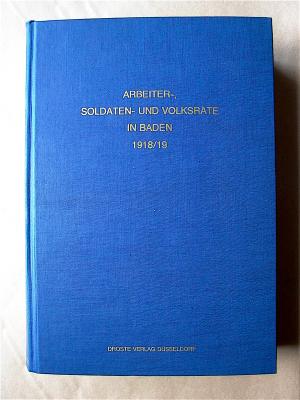 ARBEITER-,
SOLDATEN- UND VOLKSRÄTE
IN BADEN
1918/19
DROSTE VERLAG DÜSSELDORF